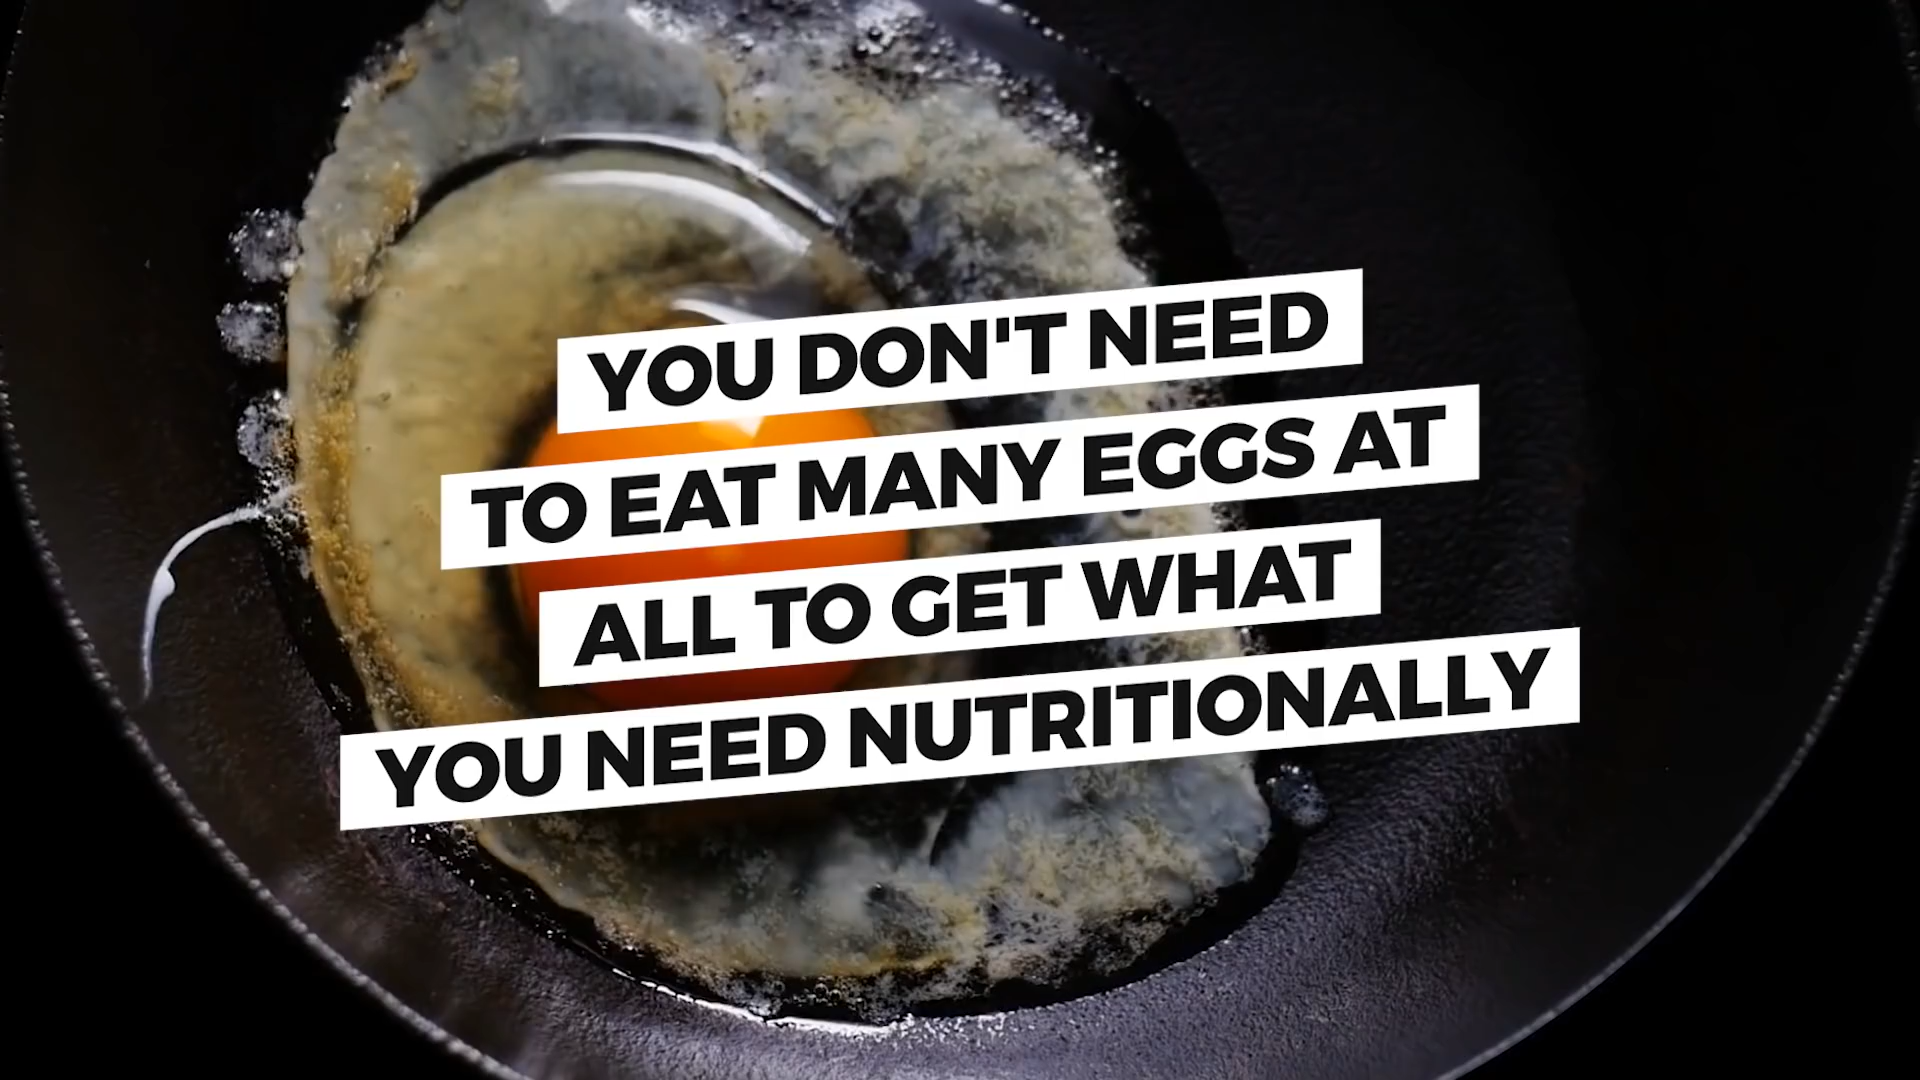 YOU DON'T NEED
TO EAT MANY EGGS AT
ALL TO GET WHAT
YOU NEED NUTRITIONALLY